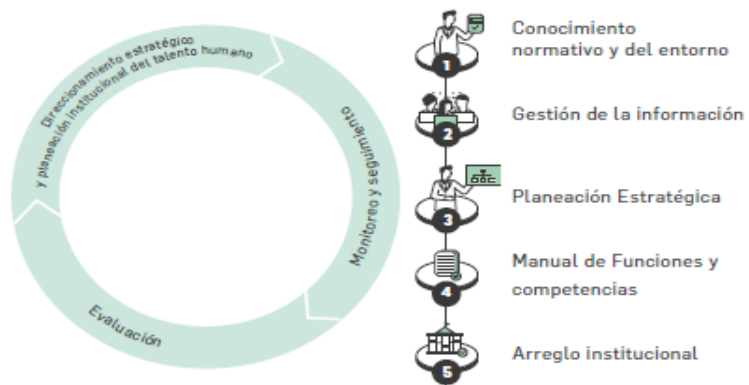 Direccionamiento estratégico
y planeación institucional del talento humano
Monitoreo y seguimiento
Evaluación
1
Conocimiento
normativo y del entorno
2
Gestión de la información
3
Planeación Estratégica
4
Manual de Funciones y
competencias
5
Arreglo institucional